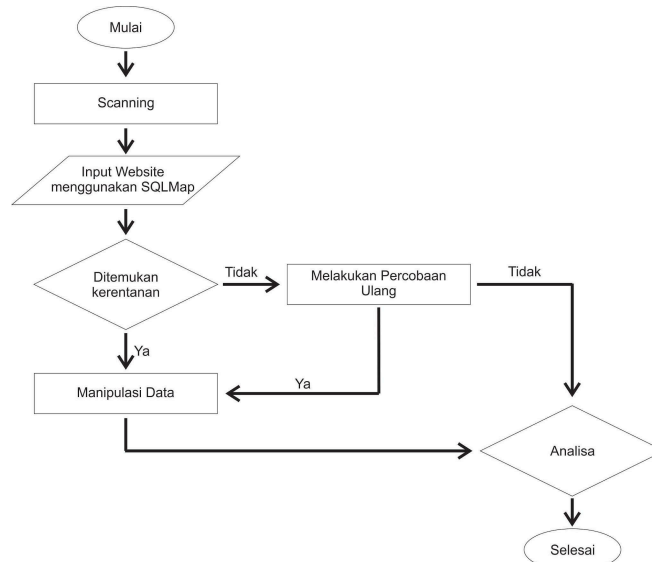 Mulai
Scanning
Input Website
menggunakan SQLMap
Ditemukan
kerentanan
Tidak
Melakukan Percobaan
Ulang
Tidak
Ya
Manipulasi Data
Ya
Analisa
Selesai